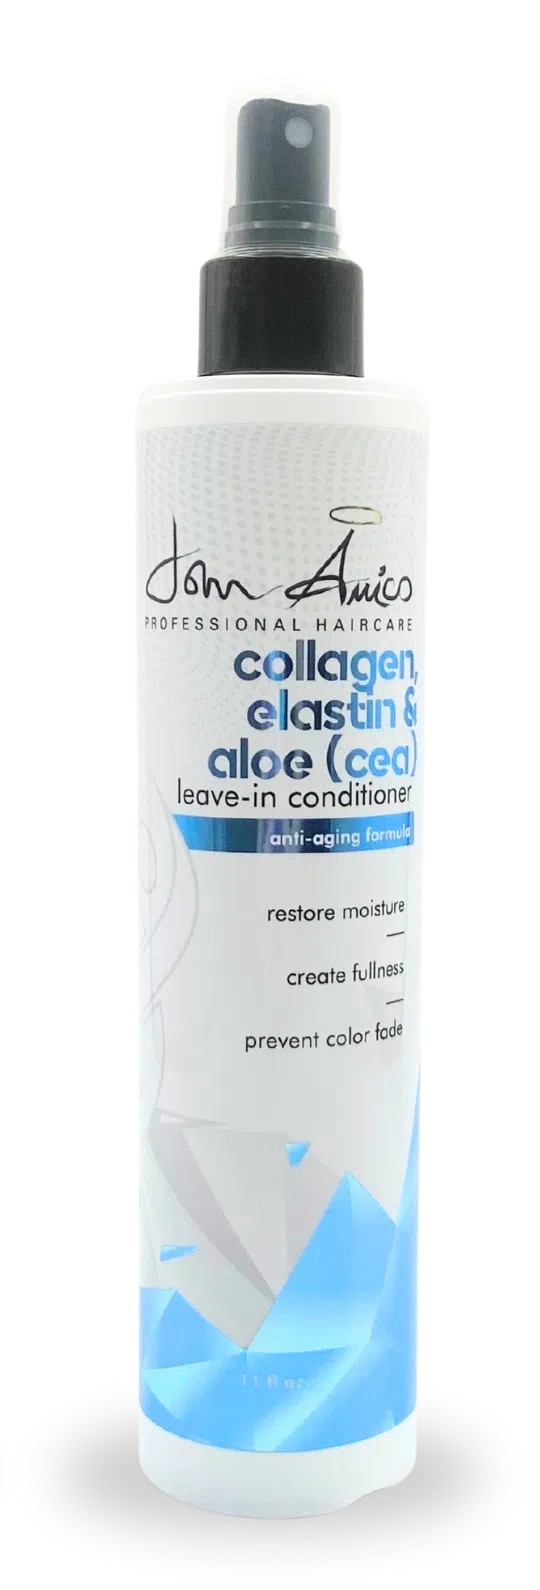 John Amico
PROFESSIONAL HAIRCARE
collagen,
elastin &
aloe (cea)
leave-in conditioner
anti-aging formula
restore moisture
create fullness
prevent color fade
11 fl oz